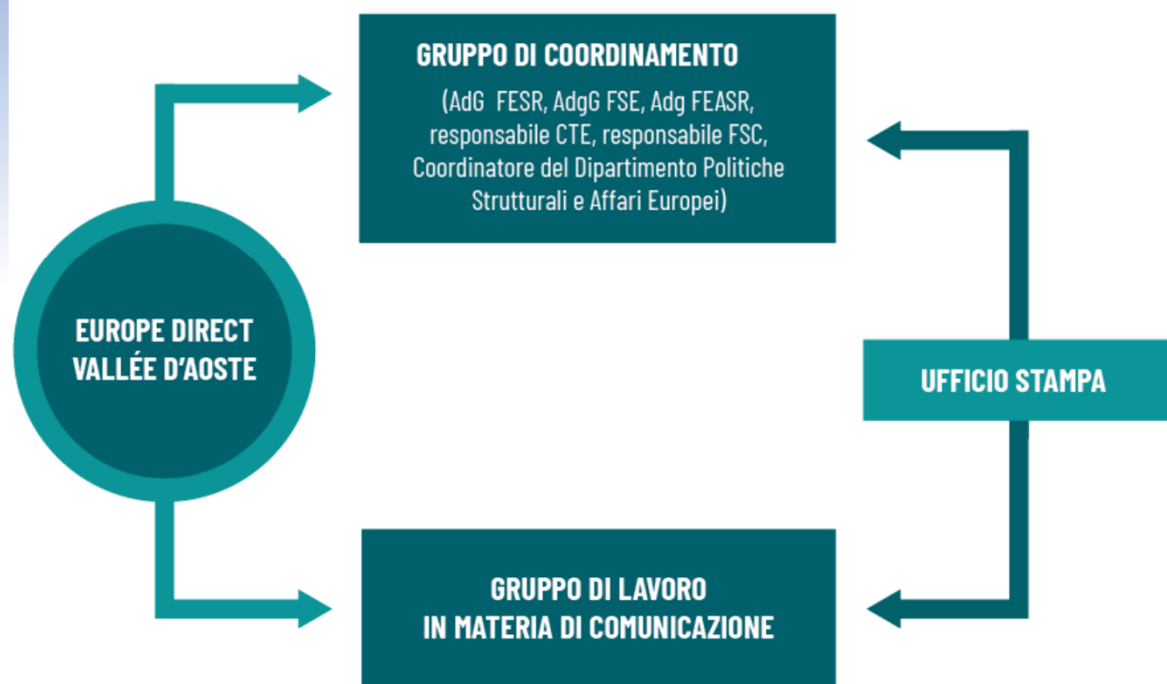 GRUPPO DI COORDINAMENTO
(AdG FESR, AdgG FSE, Adg FEASR,
responsabile CTE, responsabile FSC,
Coordinatore del Dipartimento Politiche
Strutturali e Affari Europei)
EUROPE DIRECT
VALLÉE D'AOSTE
UFFICIO STAMPA
GRUPPO DI LAVORO
IN MATERIA DI COMUNICAZIONE